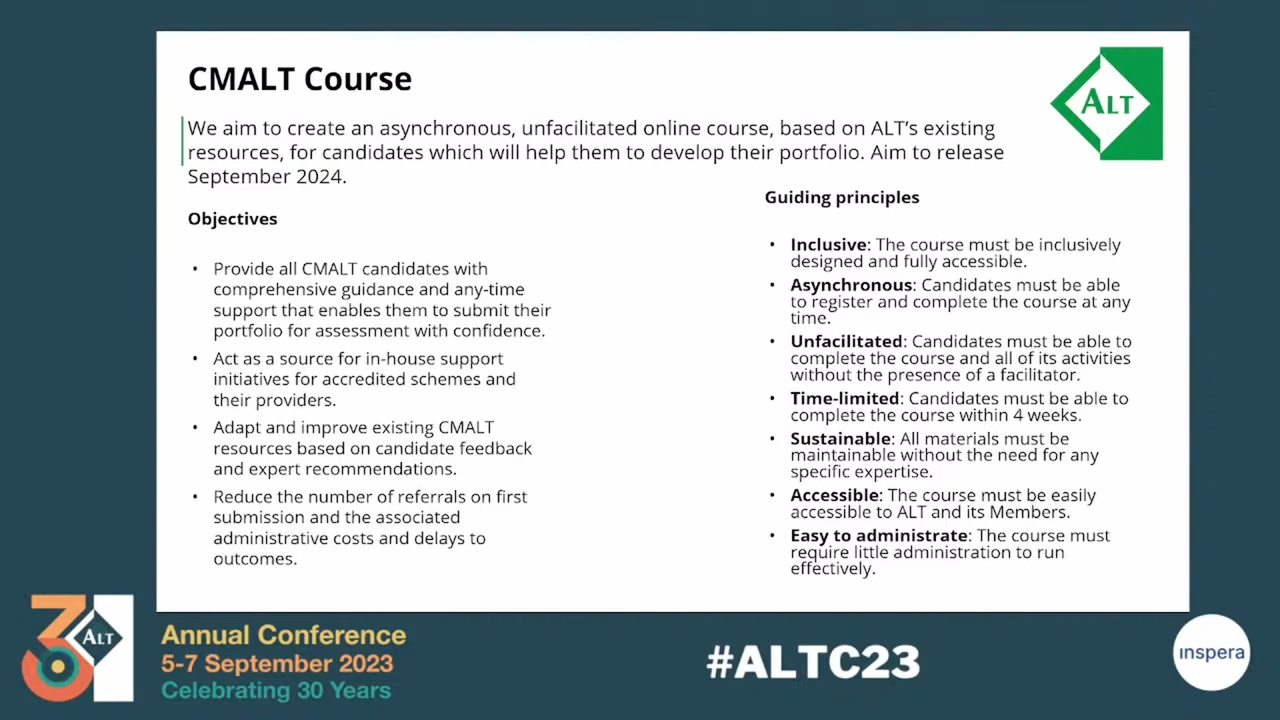 CMALT Course
ALT
We aim to create an asynchronous, unfacilitated online course, based on ALT’s existing
resources, for candidates which will help them to develop their portfolio. Aim to release
September 2024.
Objectives
• Provide all CMALT candidates with
comprehensive guidance and any-time
support that enables them to submit their
portfolio for assessment with confidence.
• Act as a source for in-house support
initiatives for accredited schemes and
their providers.
• Adapt and improve existing CMALT
resources based on candidate feedback
and expert recommendations.
• Reduce the number of referrals on first
submission and the associated
administrative costs and delays to
outcomes.
Guiding principles
• Inclusive: The course must be inclusively
designed and fully accessible.
• Asynchronous: Candidates must be able
to register and complete the course at any
time.
• Unfacilitated: Candidates must be able to
complete the course and all of its activities
without the presence of a facilitator.
• Time-limited: Candidates must be able to
complete the course within 4 weeks.
• Sustainable: All materials must be
maintainable without the need for any
specific expertise.
• Accessible: The course must be easily
accessible to ALT and its Members.
• Easy to administrate: The course must
require little administration to run
effectively.
30
ALT
Annual Conference
5-7 September 2023
Celebrating 30 Years
#ALTC23
inspera